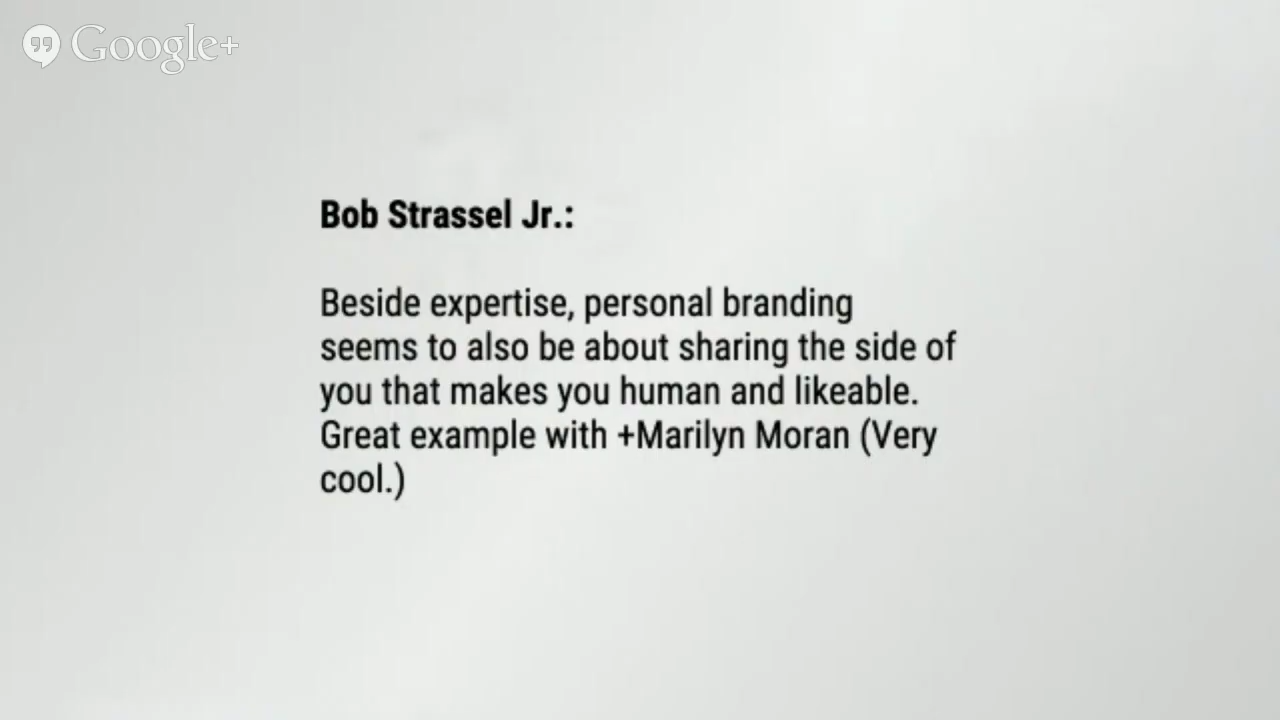 Google+
Bob Strassel Jr.:
Beside expertise, personal branding
seems to also be about sharing the side of
you that makes you human and likeable.
Great example with +Marilyn Moran (Very
cool.)